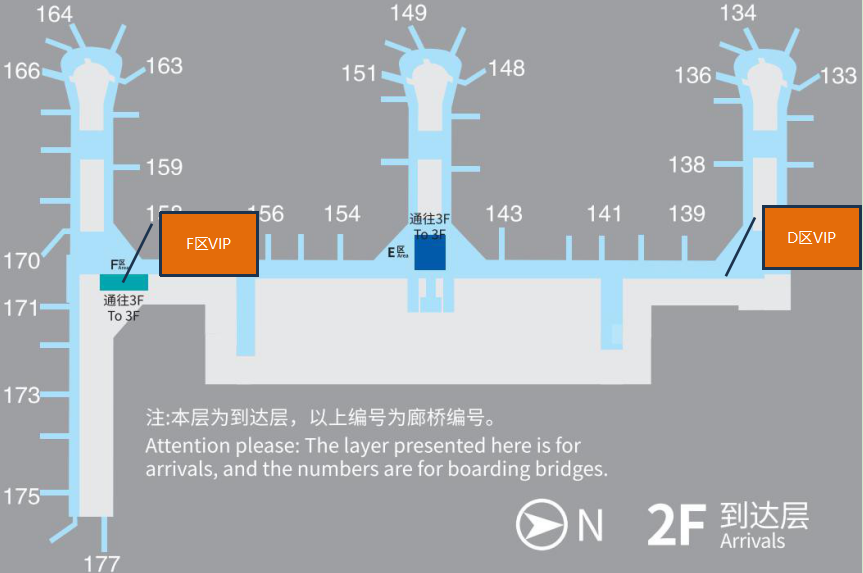 164
149
134
166
163
151
148
136
133
159
138
156
154
143
141
139
通往3F
To 3F
F区VIP
D区VIP
E区
Area
170
F区
Area
通往3F
To 3F
171
173
注:本层为到达层，以上编号为廊桥编号。
Attention please: The layer presented here is for
arrivals, and the numbers are for boarding bridges.
175
N
2F 到达层
Arrivals
177